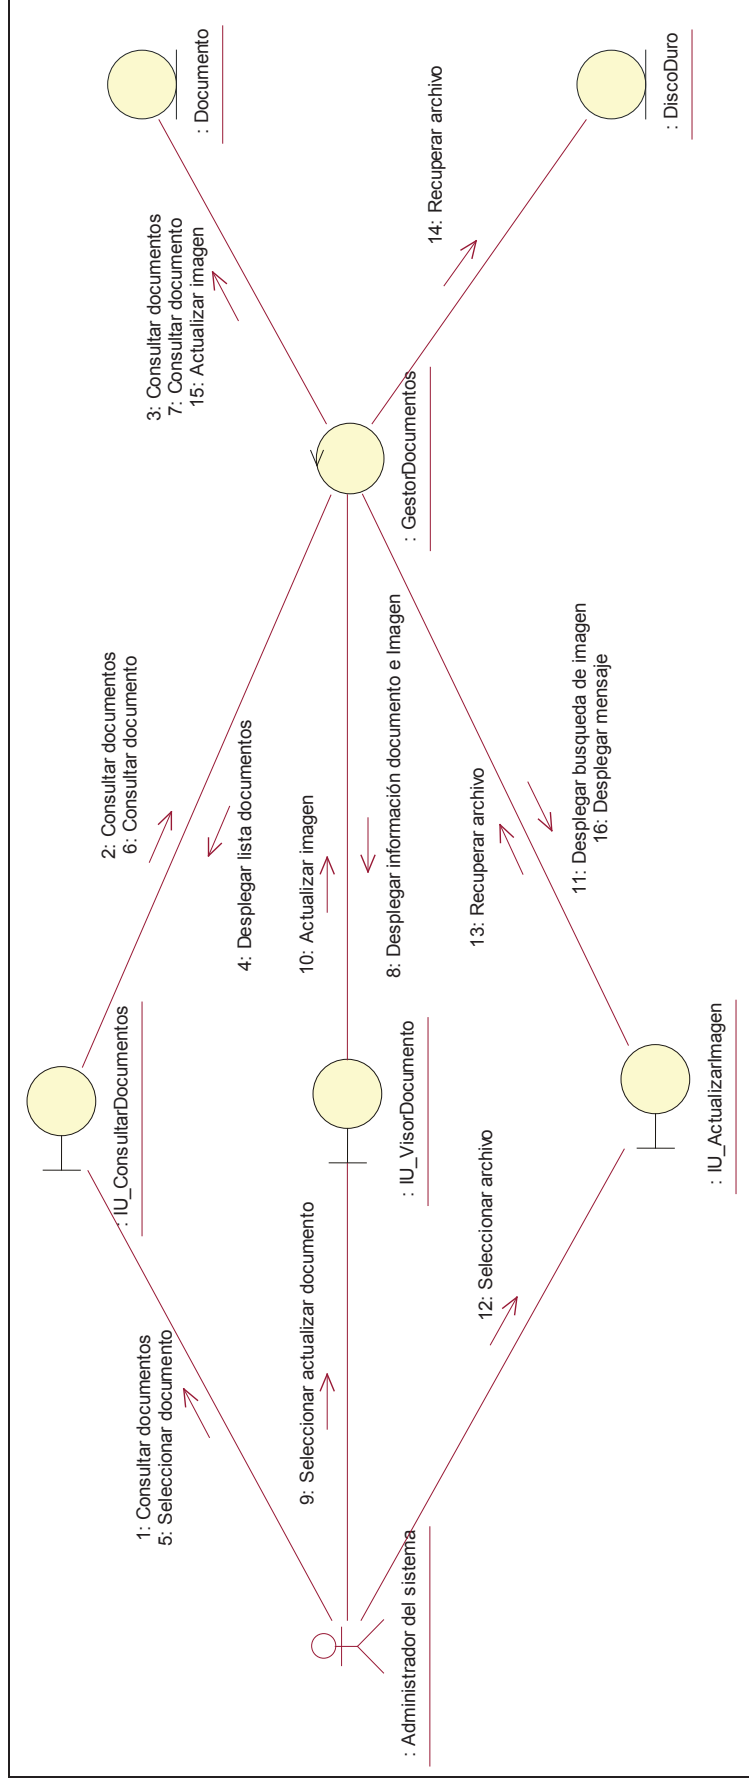 1: Consultar documentos
5: Seleccionar documento
: IU_ConsultarDocumentos
2: Consultar documentos
6: Consultar documento
4: Desplegar lista documentos
3: Consultar documentos
7: Consultar documento
15: Actualizar imagen
: Documento
: Administrador del sistema
9: Seleccionar actualizar documento
: IU_VisorDocumento
10: Actualizar imagen
8: Desplegar información documento e Imagen
: GestorDocumentos
14: Recuperar archivo
: DiscoDuro
12: Seleccionar archivo
: IU_ActualizarImagen
13: Recuperar archivo
11: Desplegar busqueda de imagen
16: Desplegar mensaje